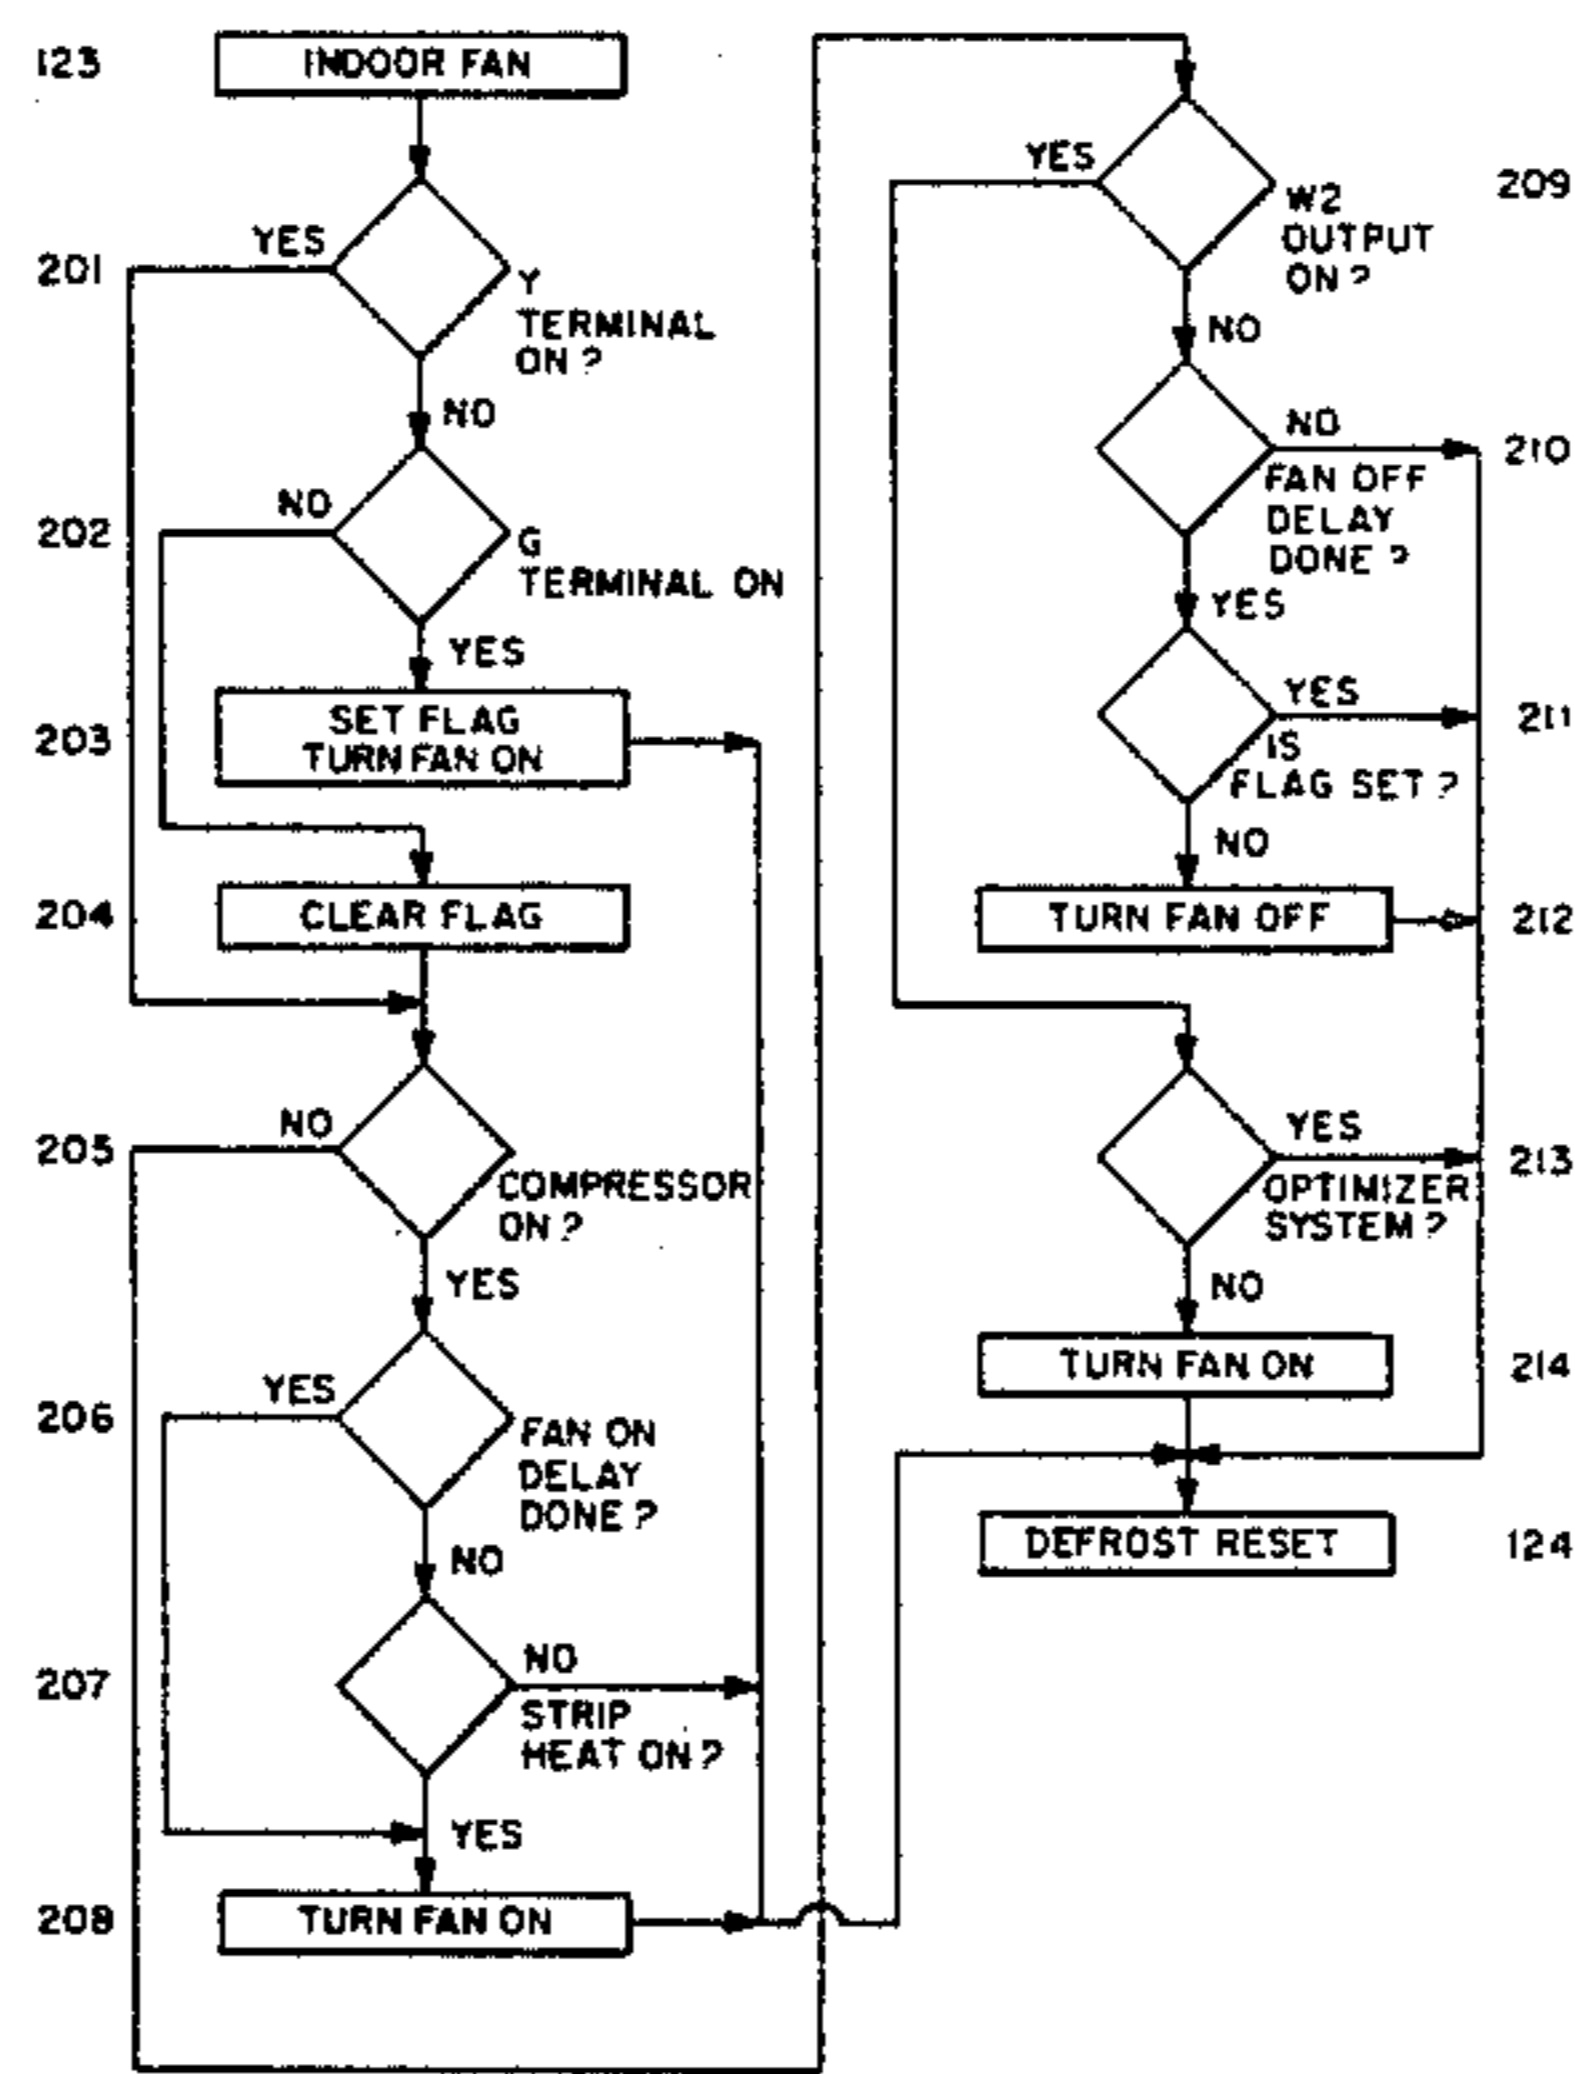 123
INDOOR FAN
201
YES
Y
TERMINAL
ON?
NO
202
NO
G
TERMINAL ON
YES
203
SET FLAG
TURN FAN ON
204
CLEAR FLAG
205
NO
COMPRESSOR
ON?
YES
206
YES
FAN ON
DELAY
DONE?
NO
207
NO
STRIP
HEAT ON?
YES
208
TURN FAN ON
YES
209
W2
OUTPUT
ON?
NO
NO
210
FAN OFF
DELAY
DONE?
YES
YES
211
IS
FLAG SET?
NO
TURN FAN OFF
212
YES
213
OPTIMIZER
SYSTEM?
NO
TURN FAN ON
214
DEFROST RESET
124